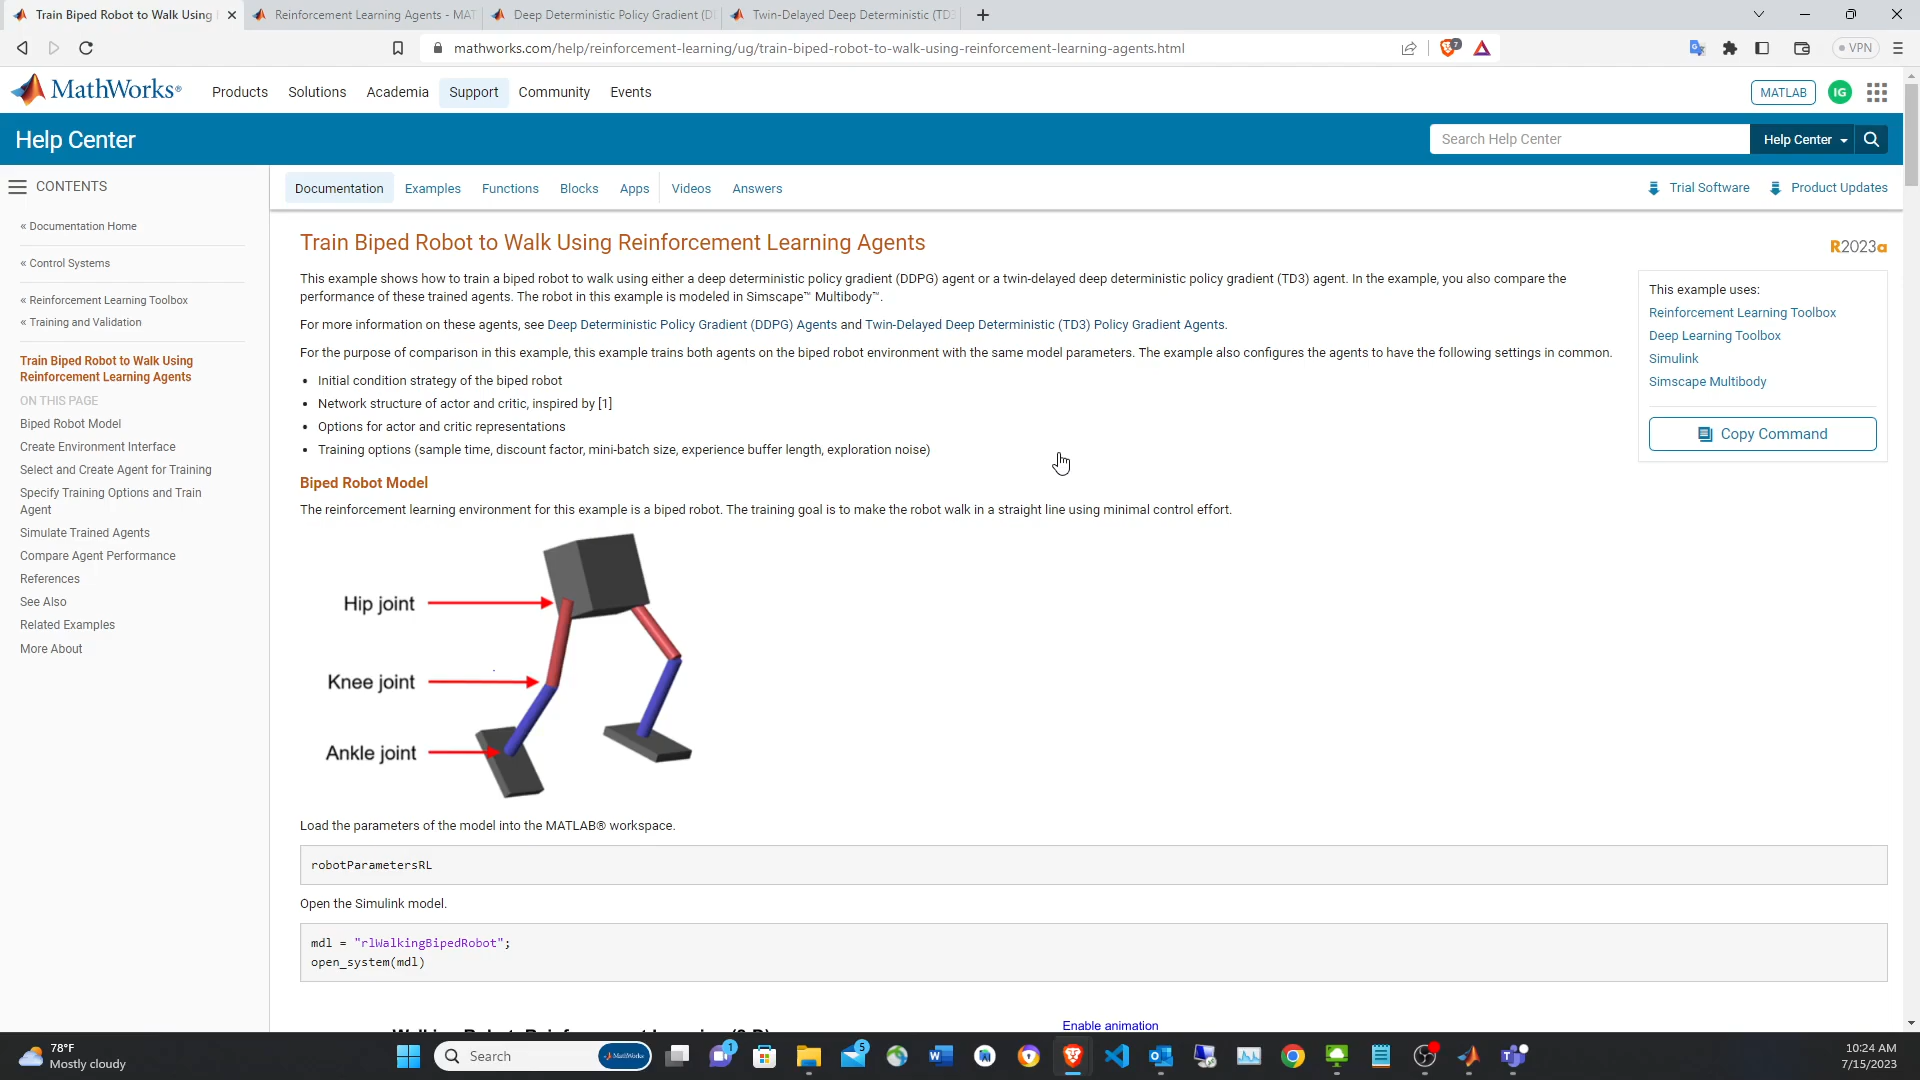 Train Biped Robot to Walk Using
Reinforcement Learning Agents - MAT
Deep Deterministic Policy Gradient (D
Twin-Delayed Deep Deterministic (TD3
mathworks.com/help/reinforcement-learning/ug/train-biped-robot-to-walk-using-reinforcement-learning-agents.html
7
VPN
MathWorks®
Products
Solutions
Academia
Support
Community
Events
MATLAB
IG
Help Center
Search Help Center
Help Center
CONTENTS
Documentation
Examples
Functions
Blocks
Apps
Videos
Answers
Trial Software
Product Updates
« Documentation Home
« Control Systems
« Reinforcement Learning Toolbox
« Training and Validation
Train Biped Robot to Walk Using
Reinforcement Learning Agents
ON THIS PAGE
Biped Robot Model
Create Environment Interface
Select and Create Agent for Training
Specify Training Options and Train
Agent
Simulate Trained Agents
Compare Agent Performance
References
See Also
Related Examples
More About
Train Biped Robot to Walk Using Reinforcement Learning Agents
R2023a
This example shows how to train a biped robot to walk using either a deep deterministic policy gradient (DDPG) agent or a twin-delayed deep deterministic policy gradient (TD3) agent. In the example, you also compare the
performance of these trained agents. The robot in this example is modeled in Simscape™ Multibody™.
For more information on these agents, see Deep Deterministic Policy Gradient (DDPG) Agents and Twin-Delayed Deep Deterministic (TD3) Policy Gradient Agents.
For the purpose of comparison in this example, this example trains both agents on the biped robot environment with the same model parameters. The example also configures the agents to have the following settings in common.
• Initial condition strategy of the biped robot
• Network structure of actor and critic, inspired by [1]
• Options for actor and critic representations
• Training options (sample time, discount factor, mini-batch size, experience buffer length, exploration noise)
This example uses:
Reinforcement Learning Toolbox
Deep Learning Toolbox
Simulink
Simscape Multibody
Copy Command
Biped Robot Model
The reinforcement learning environment for this example is a biped robot. The training goal is to make the robot walk in a straight line using minimal control effort.
Hip joint
Knee joint
Ankle joint
Load the parameters of the model into the MATLAB® workspace.
robotParametersRL
Open the Simulink model.
mdl = "rlWalkingBipedRobot";
open_system(mdl)
Enable animation
78°F
Mostly cloudy
Search
MathWorks
1
5
10:24 AM
7/15/2023